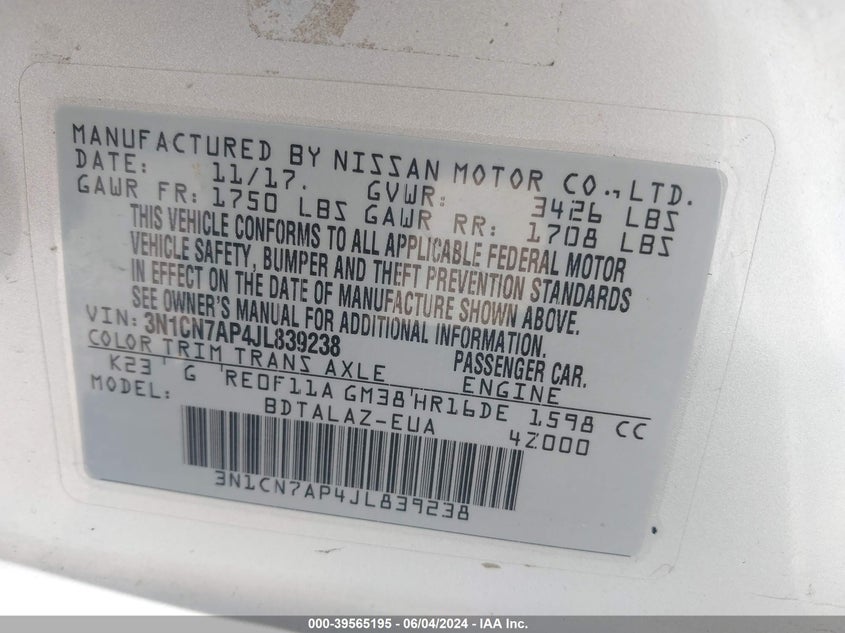 MANUFACTURED BY NISSAN MOTOR CO., LTD.
DATE: 11/17. GVWR: 3426 LBS
GAWR FR: 1750 LBS GAWR RR: 1708 LBS
THIS VEHICLE CONFORMS TO ALL APPLICABLE FEDERAL MOTOR
VEHICLE SAFETY, BUMPER AND THEFT PREVENTION STANDARDS
IN EFFECT ON THE DATE OF MANUFACTURE SHOWN ABOVE.
SEE OWNER'S MANUAL FOR ADDITIONAL INFORMATION.
VIN: 3N1CN7AP4JL839238 PASSENGER CAR.
COLOR TRIM TRANS AXLE ENGINE
K23 G RE0F11A GM38 HR16DE 1598 CC
MODEL: BDTALAZ-EUA 4Z000
3N1CN7AP4JL839238
000-39565195 - 06/04/2024 - IAA Inc.